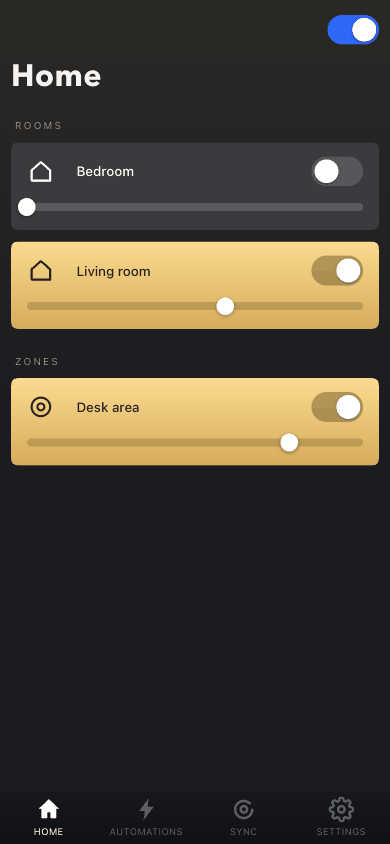 Home
ROOMS
Bedroom
Living room
ZONES
Desk area
HOME
AUTOMATIONS
SYNC
SETTINGS